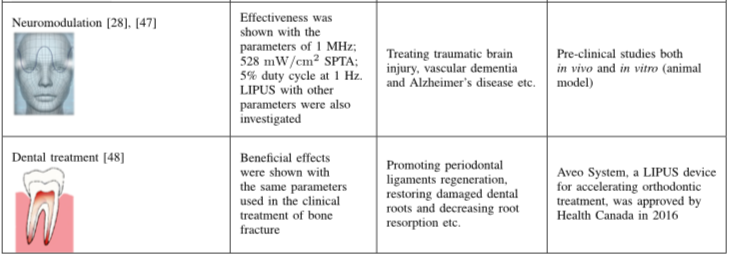 Neuromodulation [28], [47]
Effectiveness was
shown with the
parameters of 1 MHz;
528 mW/cm² SPTA;
5% duty cycle at 1 Hz.
LIPUS with other
parameters were also
investigated
Treating traumatic brain
injury, vascular dementia
and Alzheimer's disease etc.
Pre-clinical studies both
in vivo and in vitro (animal
model)
Dental treatment [48]
Beneficial effects
were shown with
the same parameters
used in the clinical
treatment of bone
fracture
Promoting periodontal
ligaments regeneration,
restoring damaged dental
roots and decreasing root
resorption etc.
Aveo System, a LIPUS device
for accelerating orthodontic
treatment, was approved by
Health Canada in 2016